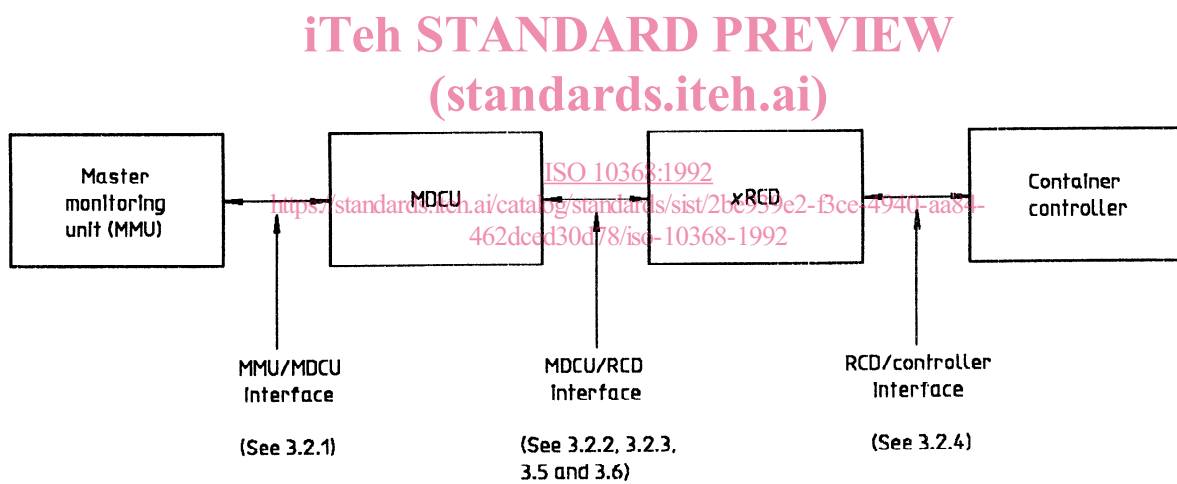 iTeh STANDARD PREVIEW
(standards.iteh.ai)
Master
monitoring
unit (MMU)
MDCU
xRCD
Container
controller
ISO 10368:1992
https://standards.iteh.ai/catalog/standards/sist/2be939e2-f3ce-4940-aa84-
462dced30d78/iso-10368-1992
MMU/MDCU
interface
(See 3.2.1)
MDCU/RCD
interface
(See 3.2.2, 3.2.3,
3.5 and 3.6)
RCD/controller
interface
(See 3.2.4)